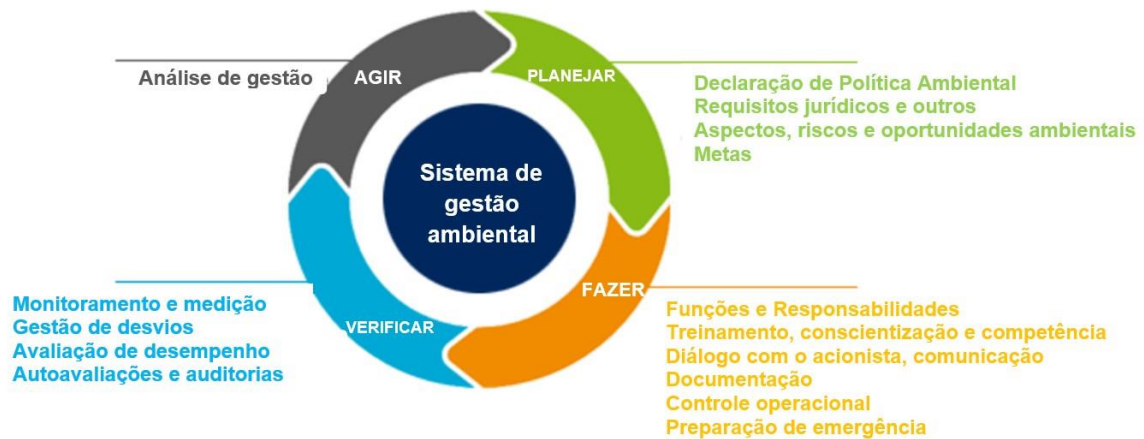 AGIR
Análise de gestão
PLANEJAR
Declaração de Política Ambiental
Requisitos jurídicos e outros
Aspectos, riscos e oportunidades ambientais
Metas
Sistema de
gestão
ambiental
FAZER
Funções e Responsabilidades
Treinamento, conscientização e competência
Diálogo com o acionista, comunicação
Documentação
Controle operacional
Preparação de emergência
VERIFICAR
Monitoramento e medição
Gestão de desvios
Avaliação de desempenho
Autoavaliações e auditorias